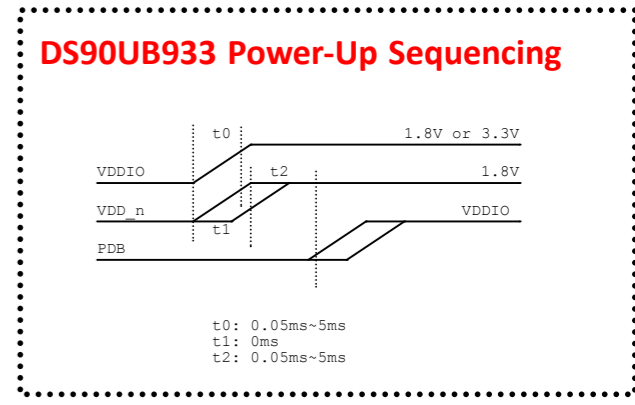 DS90UB933 Power-Up Sequencing
t0
1.8V or 3.3V
VDDIO
t2
1.8V
VDD_n
VDDIO
t1
PDB
t0: 0.05ms~5ms
t1: 0ms
t2: 0.05ms~5ms